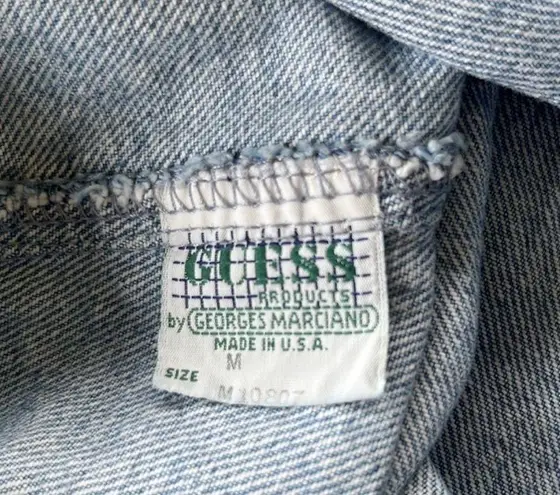 GUESS
PRODUCTS
by GEORGES MARCIANO
MADE IN U.S.A.
M
SIZE